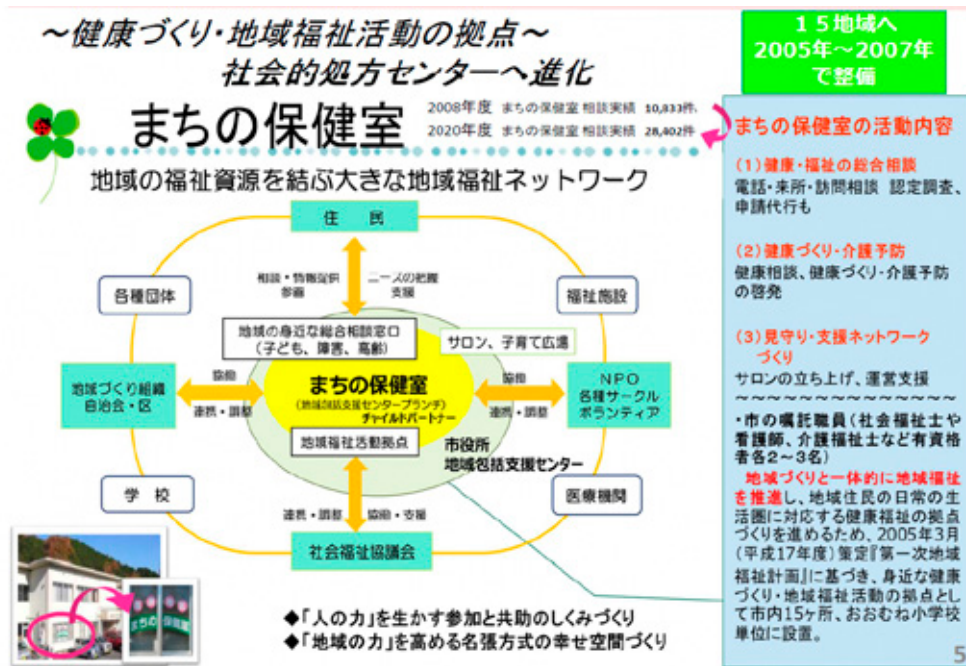 ～健康づくり・地域福祉活動の拠点～
社会的処方センターへ進化
まちの保健室
2008年度 まちの保健室 相談実績 10,833件、
2020年度 まちの保健室 相談実績 28,402件
地域の福祉資源を結ぶ大きな地域福祉ネットワーク
住 民
相談・情報提供
参画
ニーズの把握
支援
各種団体
福祉施設
地域の身近な総合相談窓口
（子ども、障害、高齢）
サロン、子育て広場
地域づくり組織
自治会・区
協働
連携・調整
まちの保健室
（地域包括支援センターブランチ）
チャイルドパートナー
協働
連携・調整
ＮＰＯ
各種サークル
ボランティア
地域福祉活動拠点
市役所
地域包括支援センター
学 校
医療機関
連携・調整
協働・支援
社会福祉協議会
まちの保健室
◆「人の力」を生かす参加と共助のしくみづくり
◆「地域の力」を高める名張方式の幸せ空間づくり
１５地域へ
2005年～2007年
で整備
まちの保健室の活動内容
（１）健康・福祉の総合相談
電話・来所・訪問相談 認定調査、
申請代行も
（２）健康づくり・介護予防
健康相談、健康づくり・介護予防
の啓発
（３）見守り・支援ネットワーク
づくり
サロンの立ち上げ、運営支援
～～～～～～～～～～～～～～
・市の嘱託職員（社会福祉士や
看護師、介護福祉士など有資格
者各2～3名）
地域づくりと一体的に地域福祉
を推進し、地域住民の日常の生
活圏に対応する健康福祉の拠点
づくりを進めるため、2005年3月
（平成17年度）策定『第一次地域
福祉計画』に基づき、身近な健康
づくり・地域福祉活動の拠点とし
て市内15ヶ所、おおむね小学校
単位に設置。
5